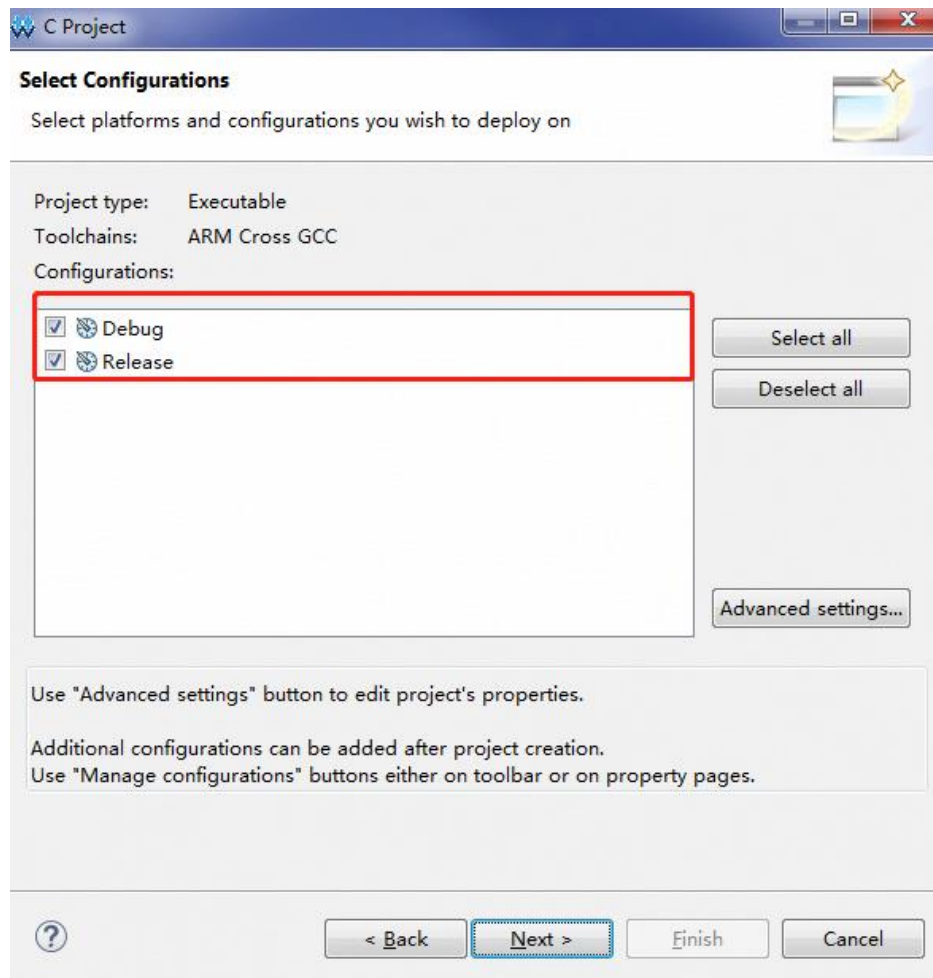 C Project
Select Configurations
Select platforms and configurations you wish to deploy on
Project type: Executable
Toolchains: ARM Cross GCC
Configurations:
Debug
Release
Select all
Deselect all
Advanced settings...
Use "Advanced settings" button to edit project's properties.
Additional configurations can be added after project creation.
Use "Manage configurations" buttons either on toolbar or on property pages.
?
< Back
Next >
Finish
Cancel